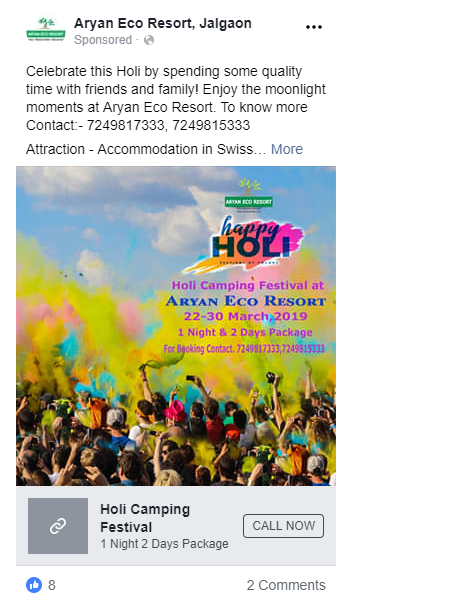 Aryan Eco Resort, Jalgaon
Sponsored ·
Celebrate this Holi by spending some quality
time with friends and family! Enjoy the moonlight
moments at Aryan Eco Resort. To know more
Contact:- 7249817333, 7249815333
Attraction - Accommodation in Swiss... More
ARYAN ECO RESORT
happy
HOLI
FESTIVAL OF COLORS
Holi Camping Festival at
ARYAN ECO RESORT
22-30 March 2019
1 Night & 2 Days Package
For Booking Contact. 7249817333,7249815333
Holi Camping
Festival
1 Night 2 Days Package
CALL NOW
8
2 Comments